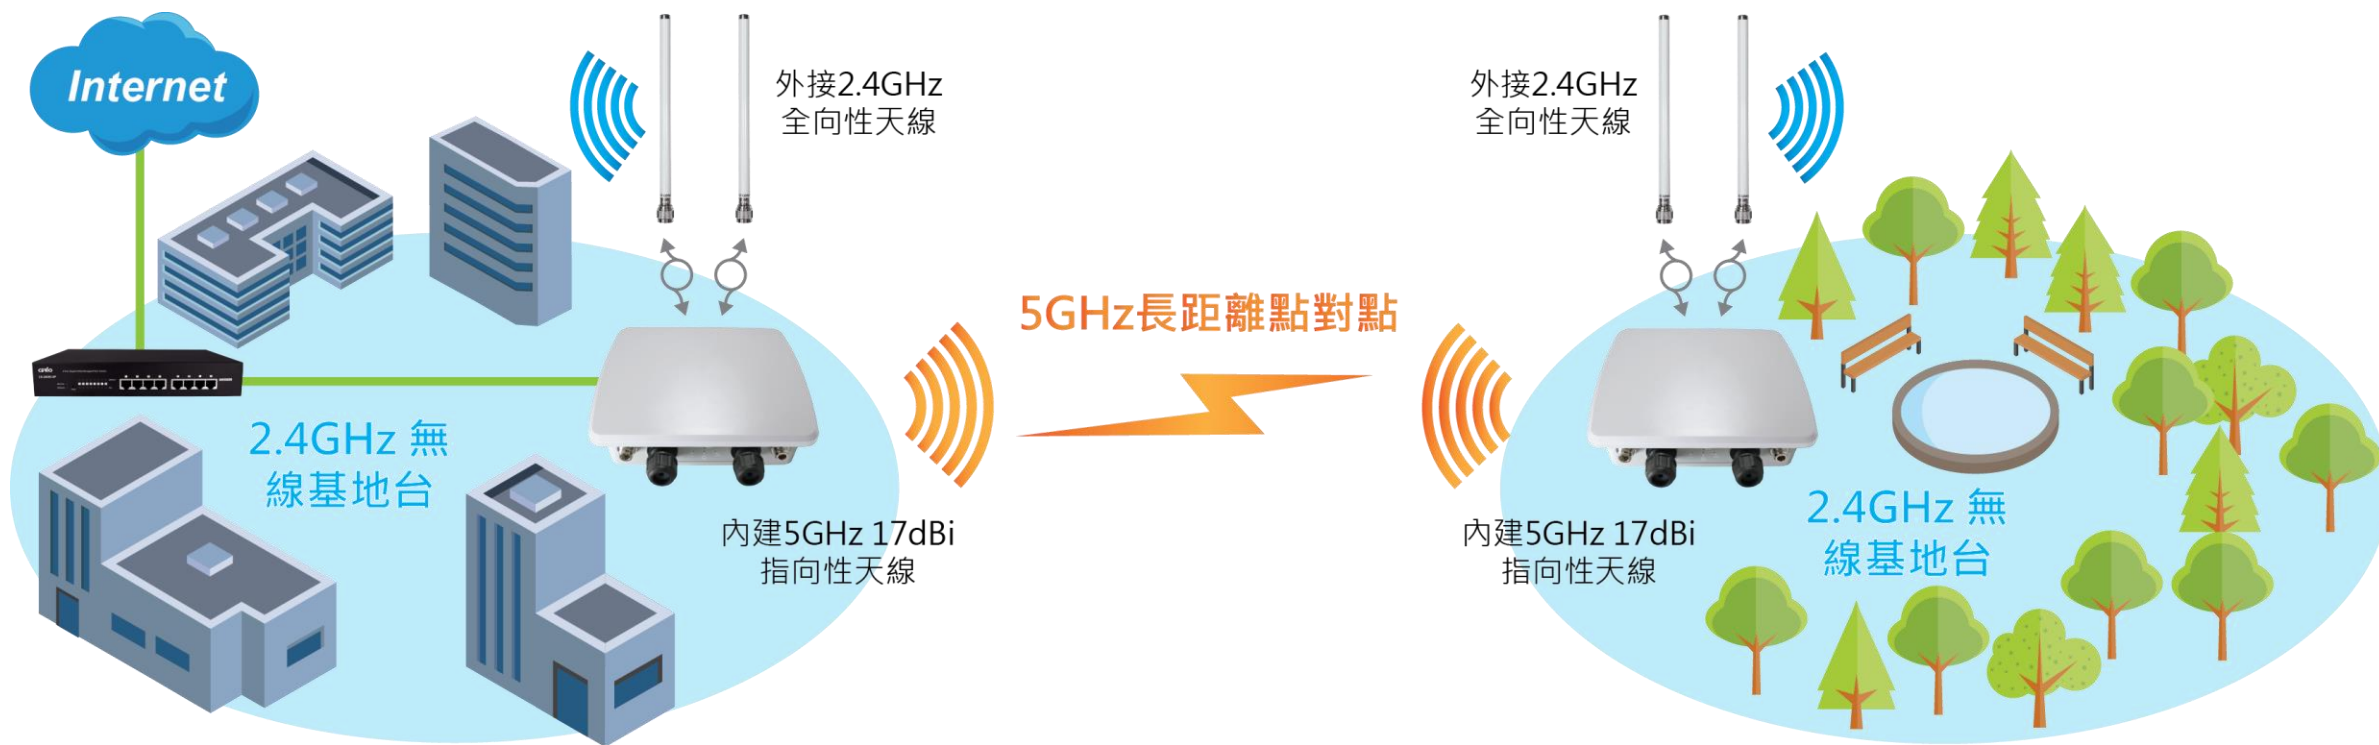 Internet
外接2.4GHz
全向性天線
外接2.4GHz
全向性天線
5GHz長距離點對點
2.4GHz 無
線基地台
內建5GHz 17dBi
指向性天線
內建5GHz 17dBi
指向性天線
2.4GHz 無
線基地台